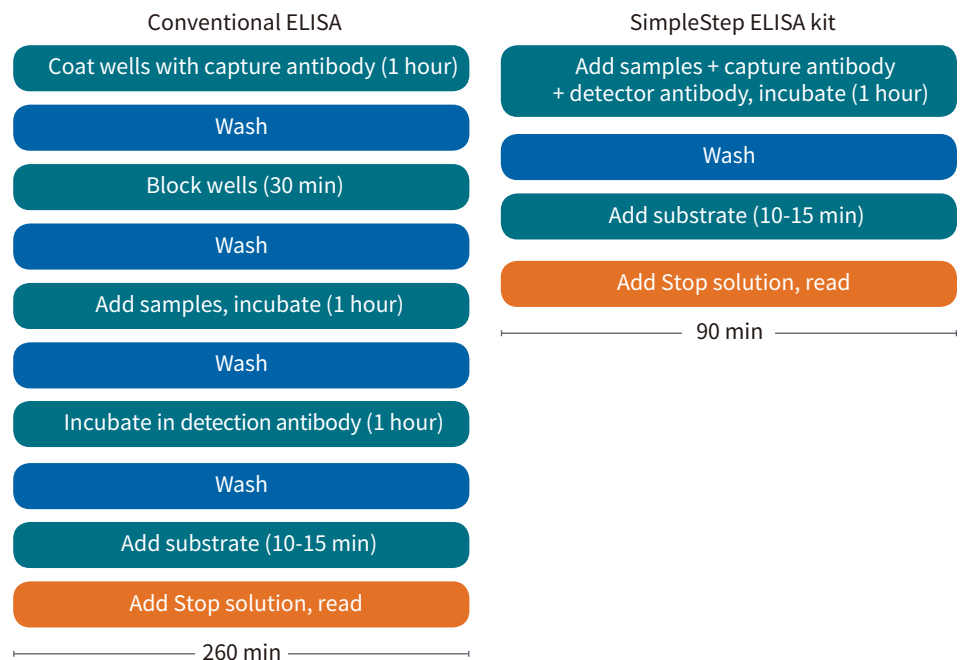 Conventional ELISA
Coat wells with capture antibody (1 hour)
Wash
Block wells (30 min)
Wash
Add samples, incubate (1 hour)
Wash
Incubate in detection antibody (1 hour)
Wash
Add substrate (10-15 min)
Add Stop solution, read
260 min
SimpleStep ELISA kit
Add samples + capture antibody
+ detector antibody, incubate (1 hour)
Wash
Add substrate (10-15 min)
Add Stop solution, read
90 min